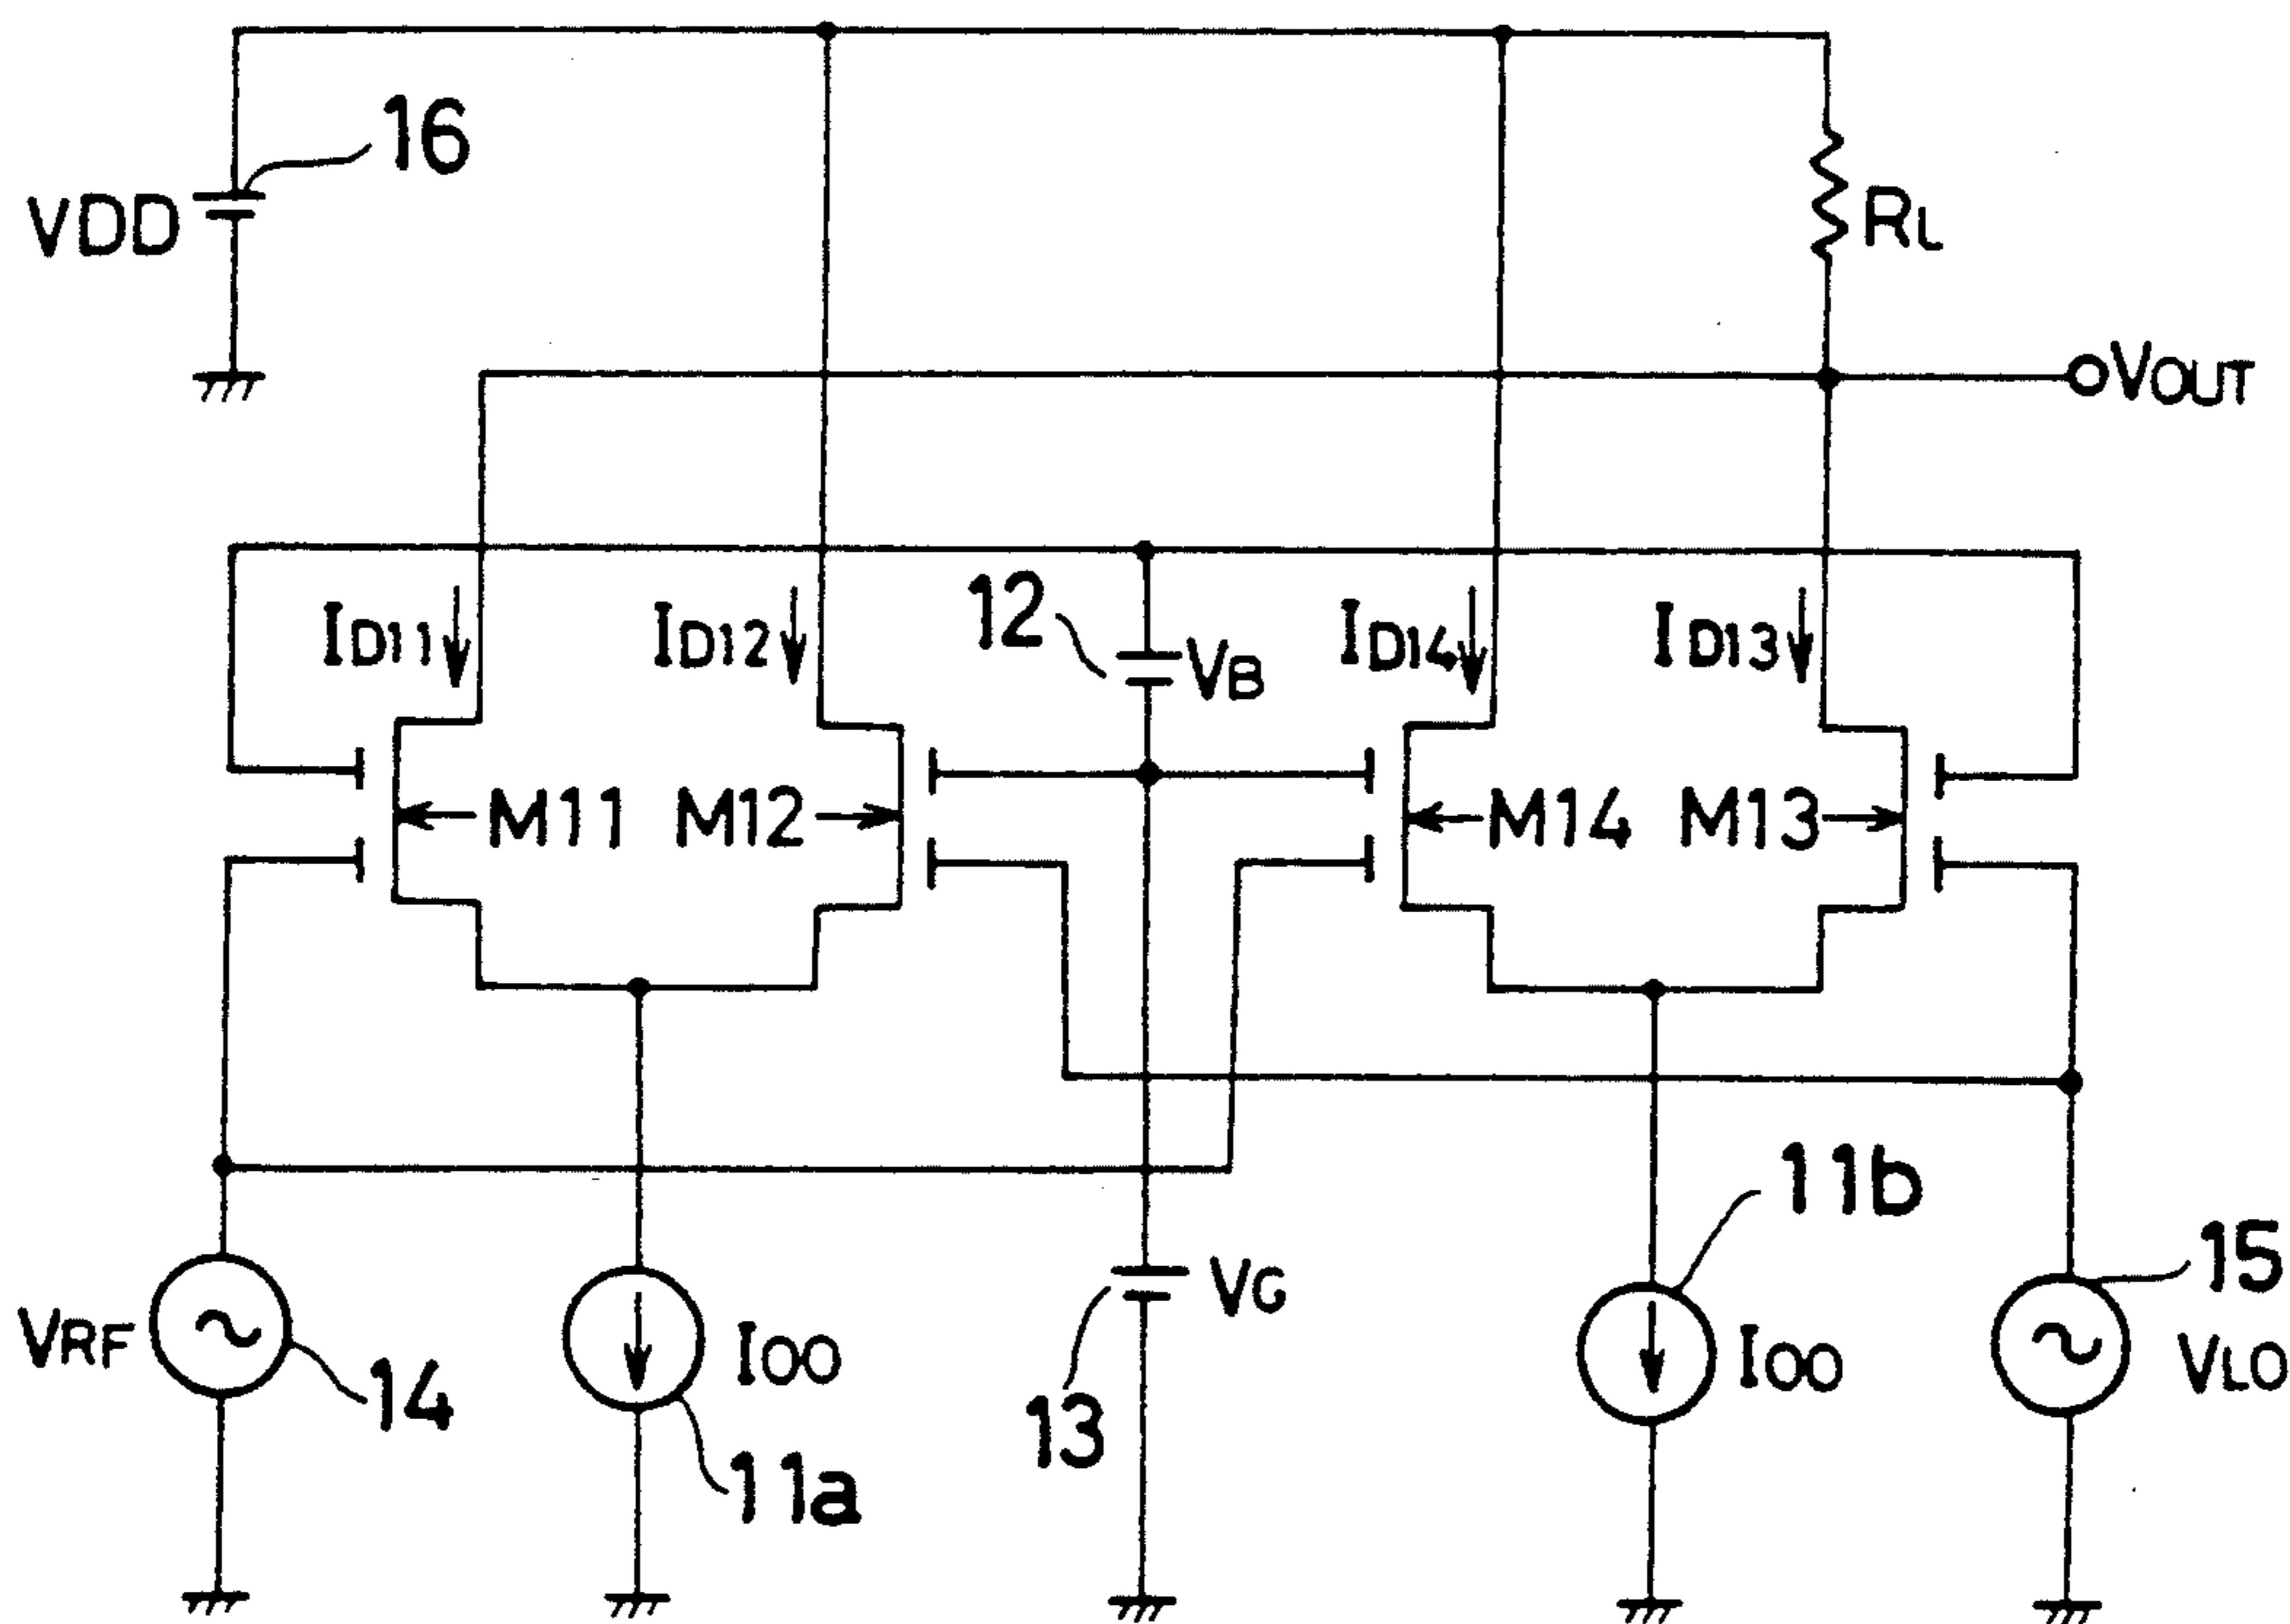 16
VDD
RL
VOUT
ID11
ID12
12
VB
ID14
ID13
M11
M12
M14
M13
11b
15
VRF
14
IOO
11a
VG
13
IOO
VLO